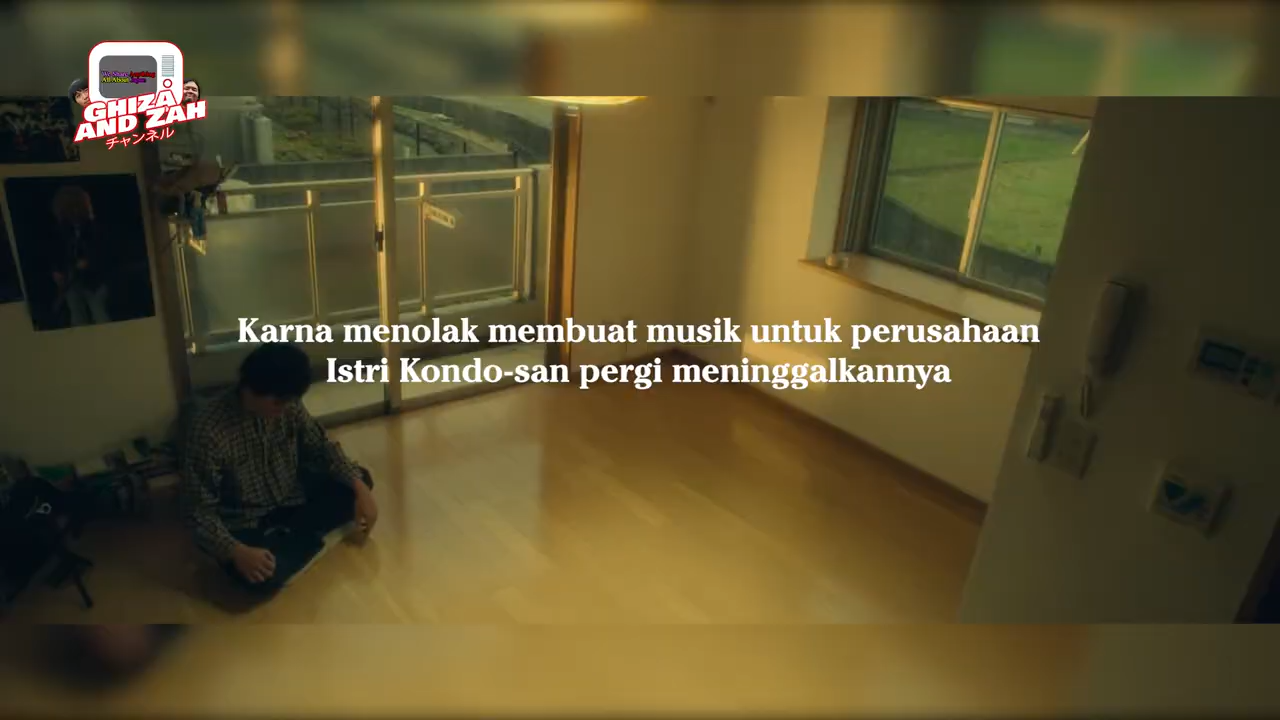 GHIZA
AND ZAH
チャンネル
Karna menolak membuat musik untuk perusahaan
Istri Kondo-san pergi meninggalkannya